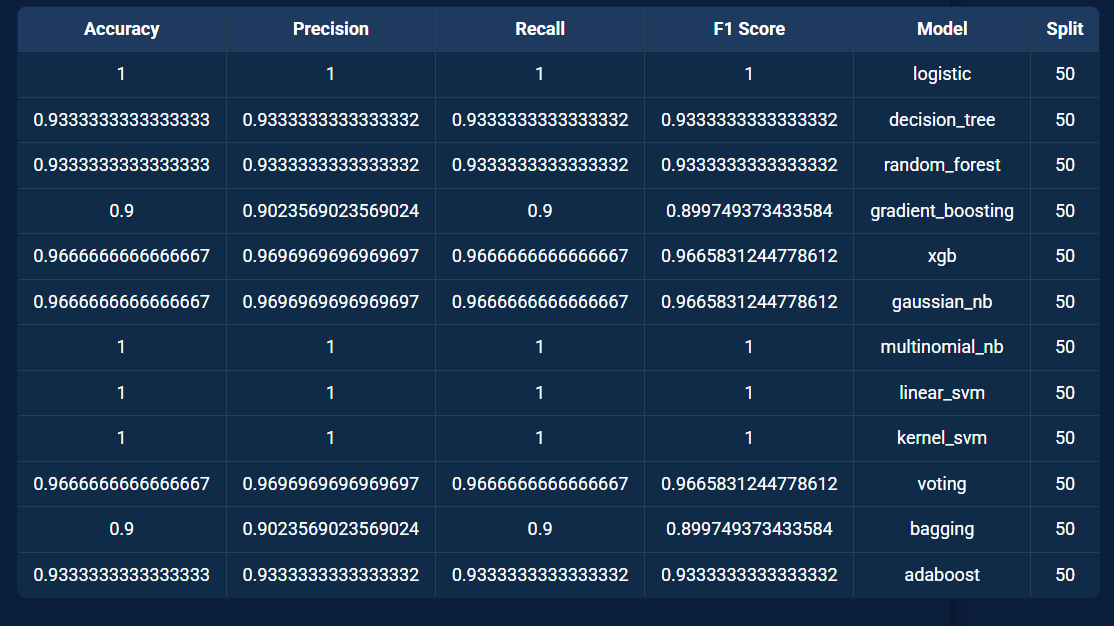 Accuracy Precision Recall F1 Score Model Split
1 1 1 1 logistic 50
0.9333333333333333 0.9333333333333332 0.9333333333333332 0.9333333333333332 decision_tree 50
0.9333333333333333 0.9333333333333332 0.9333333333333332 0.9333333333333332 random_forest 50
0.9 0.9023569023569024 0.9 0.899749373433584 gradient_boosting 50
0.9666666666666667 0.9696969696969697 0.9666666666666667 0.9665831244778612 xgb 50
0.9666666666666667 0.9696969696969697 0.9666666666666667 0.9665831244778612 gaussian_nb 50
1 1 1 1 multinomial_nb 50
1 1 1 1 linear_svm 50
1 1 1 1 kernel_svm 50
0.9666666666666667 0.9696969696969697 0.9666666666666667 0.9665831244778612 voting 50
0.9 0.9023569023569024 0.9 0.899749373433584 bagging 50
0.9333333333333333 0.9333333333333332 0.9333333333333332 0.9333333333333332 adaboost 50